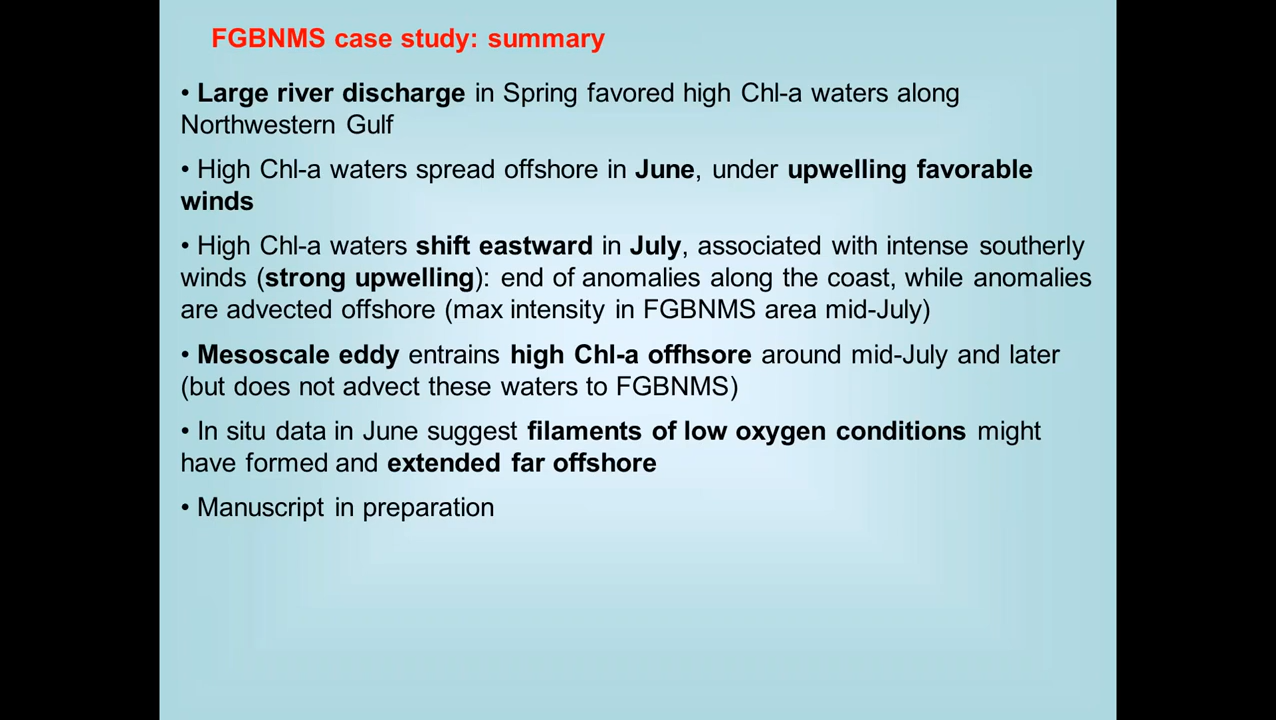 FGBNMS case study: summary
• Large river discharge in Spring favored high Chl-a waters along
Northwestern Gulf
• High Chl-a waters spread offshore in June, under upwelling favorable
winds
• High Chl-a waters shift eastward in July, associated with intense southerly
winds (strong upwelling): end of anomalies along the coast, while anomalies
are advected offshore (max intensity in FGBNMS area mid-July)
• Mesoscale eddy entrains high Chl-a offhsore around mid-July and later
(but does not advect these waters to FGBNMS)
• In situ data in June suggest filaments of low oxygen conditions might
have formed and extended far offshore
• Manuscript in preparation